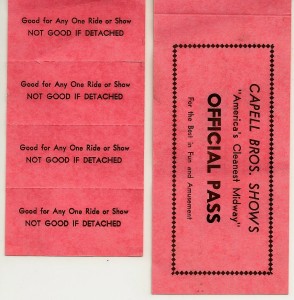 Good for Any One Ride or Show
NOT GOOD IF DETACHED
Good for Any One Ride or Show
NOT GOOD IF DETACHED
Good for Any One Ride or Show
NOT GOOD IF DETACHED
Good for Any One Ride or Show
NOT GOOD IF DETACHED
CAPELL BROS. SHOW'S
"America's Cleanest Midway"
OFFICIAL PASS
For the Best in Fun and Amusement